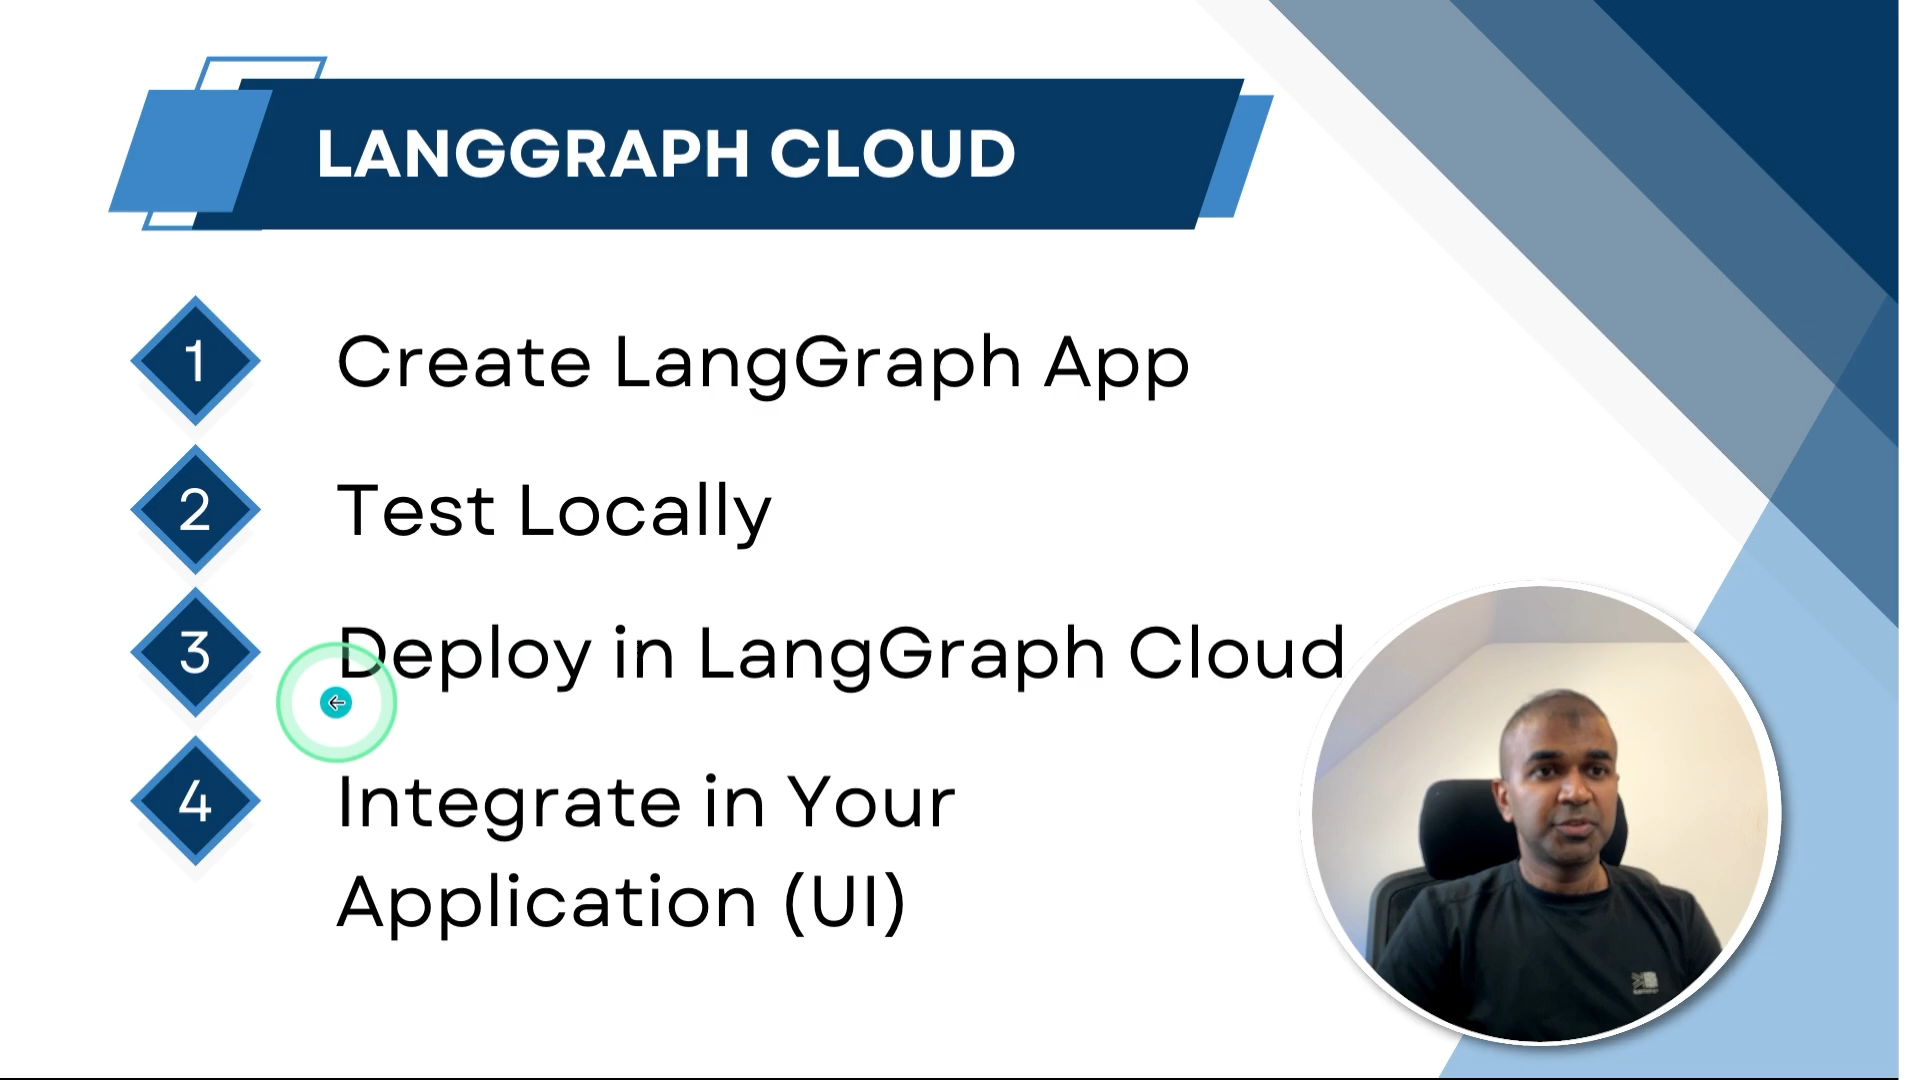 LANGGRAPH CLOUD
1 Create LangGraph App
2 Test Locally
3 Deploy in LangGraph Cloud
4 Integrate in Your
Application (UI)